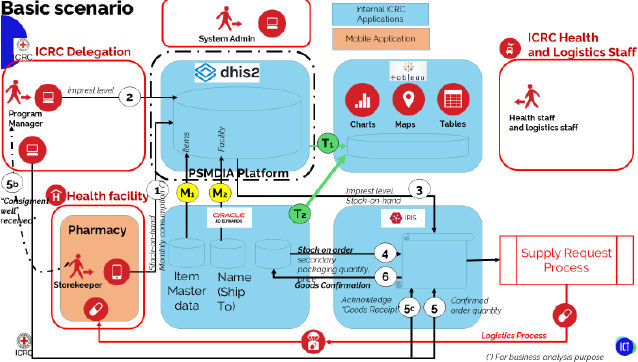 Basic scenario
System Admin
Internal ICRC
Applications
Mobile Application
ICRC
ICRC Delegation
ICRC Health
and Logistics Staff
Imprest level
2
Program
Manager
dhis2
Items
Facility
PSMDIA Platform
+tableau
Charts
Maps
Tables
T1
Health staff
and logistics staff
5b
"Consigment
well"
received
Health facility
Pharmacy
Storekeeper
1
Stock-on-hand
Monthly consumption (*)
M1
M2
T2
Imprest level,
Stock-on-hand
3
ORACLE
JD EDWARDS
IRIS
Item
Master
data
Name
(Ship
To)
Stock on order
secondary
packaging quantity,
price
Goods Confirmation
4
6
Acknowledge
"Goods Receipt"
5c
5
Confirmed
order quantity
Supply Request
Process
Logistics Process
ICRC
ICT
(*) For business analysis purpose